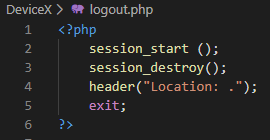 DeviceX > logout.php
1 <?php
2 session_start ();
3 session_destroy();
4 header("Location: .");
5 exit;
6 ?>